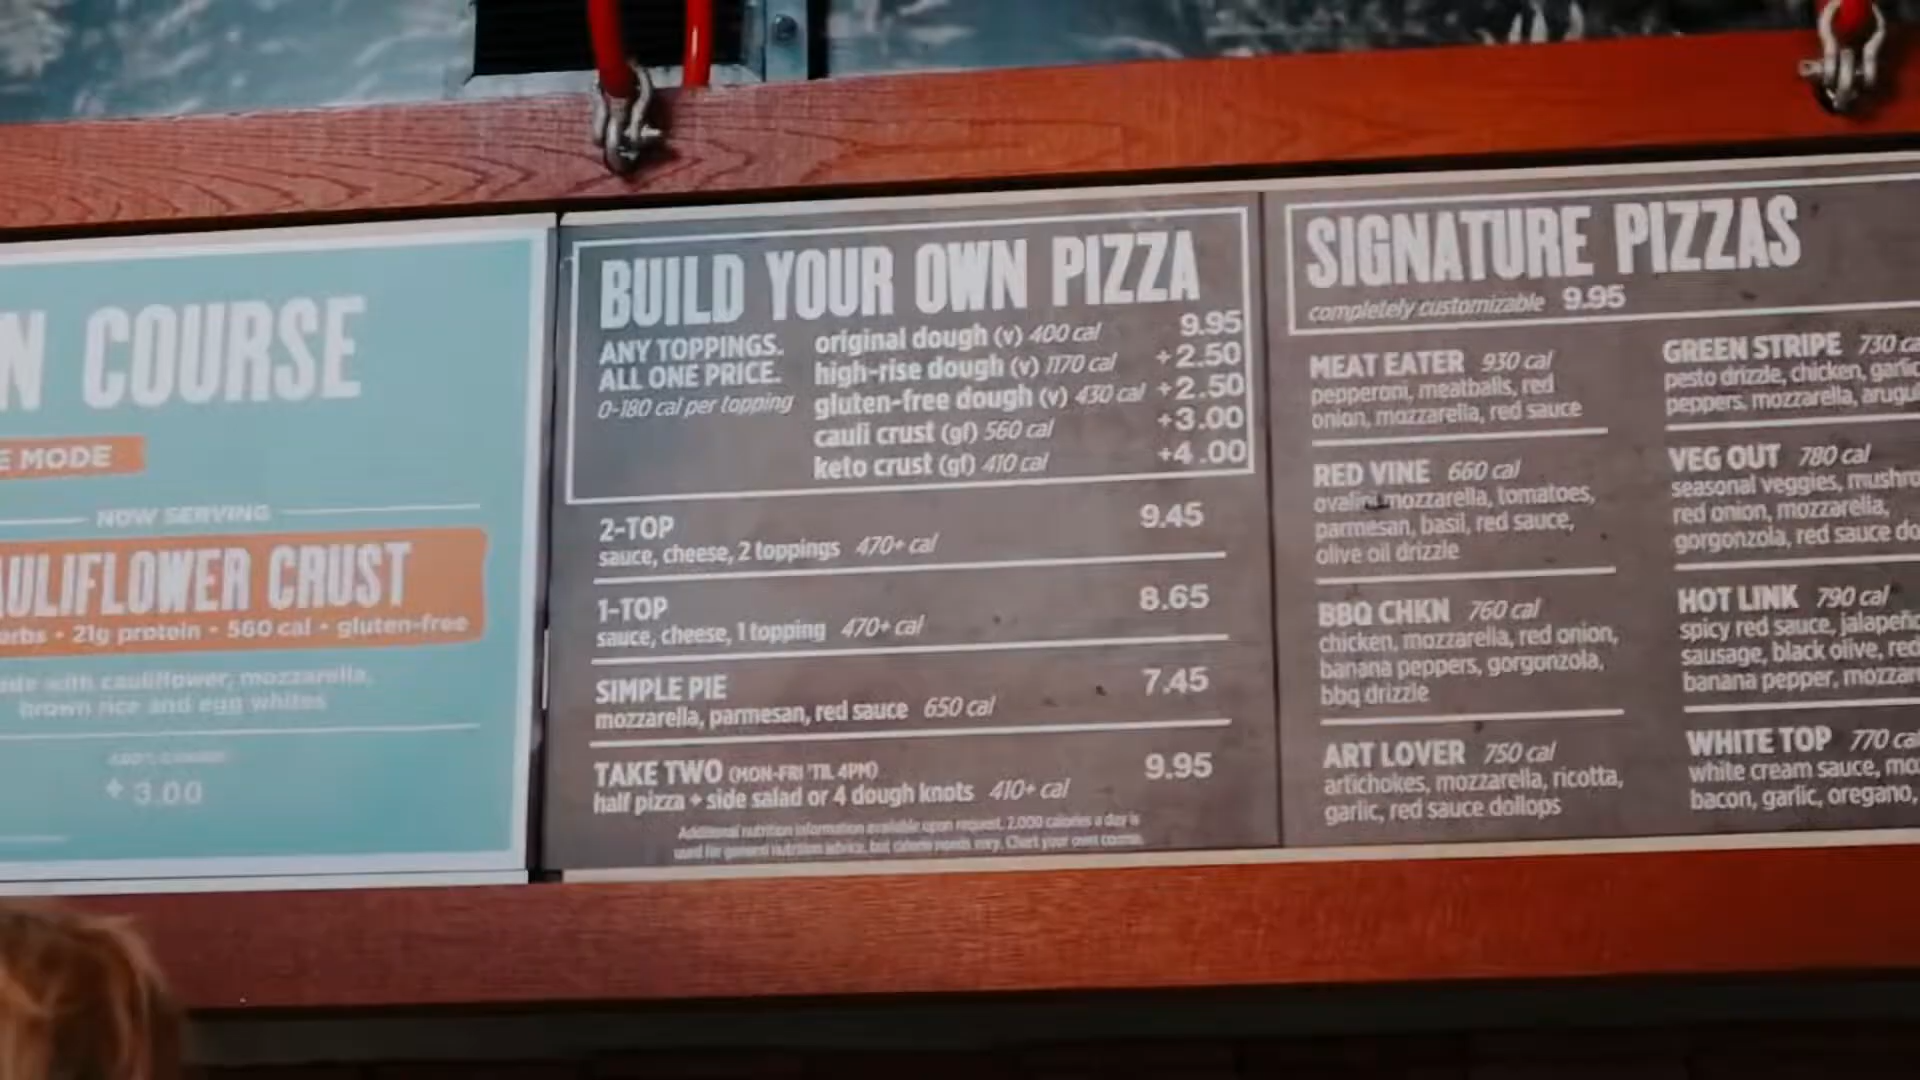 N COURSE
E MODE
NOW SERVING
AULIFLOWER CRUST
arbs • 21g protein • 560 cal • gluten-free
with cauliflower, mozzarella,
brown rice and egg whites
+3.00
BUILD YOUR OWN PIZZA
ANY TOPPINGS.
ALL ONE PRICE.
0-180 cal per topping
original dough (v) 400 cal 9.95
high-rise dough (v) 1170 cal +2.50
gluten-free dough (v) 430 cal +2.50
cauli crust (gf) 560 cal +3.00
keto crust (gf) 410 cal +4.00
2-TOP 9.45
sauce, cheese, 2 toppings 470+ cal
1-TOP 8.65
sauce, cheese, 1 topping 470+ cal
SIMPLE PIE 7.45
mozzarella, parmesan, red sauce 650 cal
TAKE TWO (MON-FRI 'TIL 4PM) 9.95
half pizza + side salad or 4 dough knots 410+ cal
Additional nutrition information available upon request. 2,000 calories a day is
used for general nutrition advice, but calorie needs vary. Chart your own course.
SIGNATURE PIZZAS
completely customizable 9.95
MEAT EATER 930 cal
pepperoni, meatballs, red
onion, mozzarella, red sauce
RED VINE 660 cal
ovalini mozzarella, tomatoes,
parmesan, basil, red sauce,
olive oil drizzle
BBQ CHKN 760 cal
chicken, mozzarella, red onion,
banana peppers, gorgonzola,
bbq drizzle
ART LOVER 750 cal
artichokes, mozzarella, ricotta,
garlic, red sauce dollops
GREEN STRIPE 730 ca
pesto drizzle, chicken, garlic
peppers, mozzarella, arugul
VEG OUT 780 cal
seasonal veggies, mushro
red onion, mozzarella,
gorgonzola, red sauce do
HOT LINK 790 cal
spicy red sauce, jalapeño
sausage, black olive, red
banana pepper, mozzar
WHITE TOP 770 cal
white cream sauce, mo
bacon, garlic, oregano,